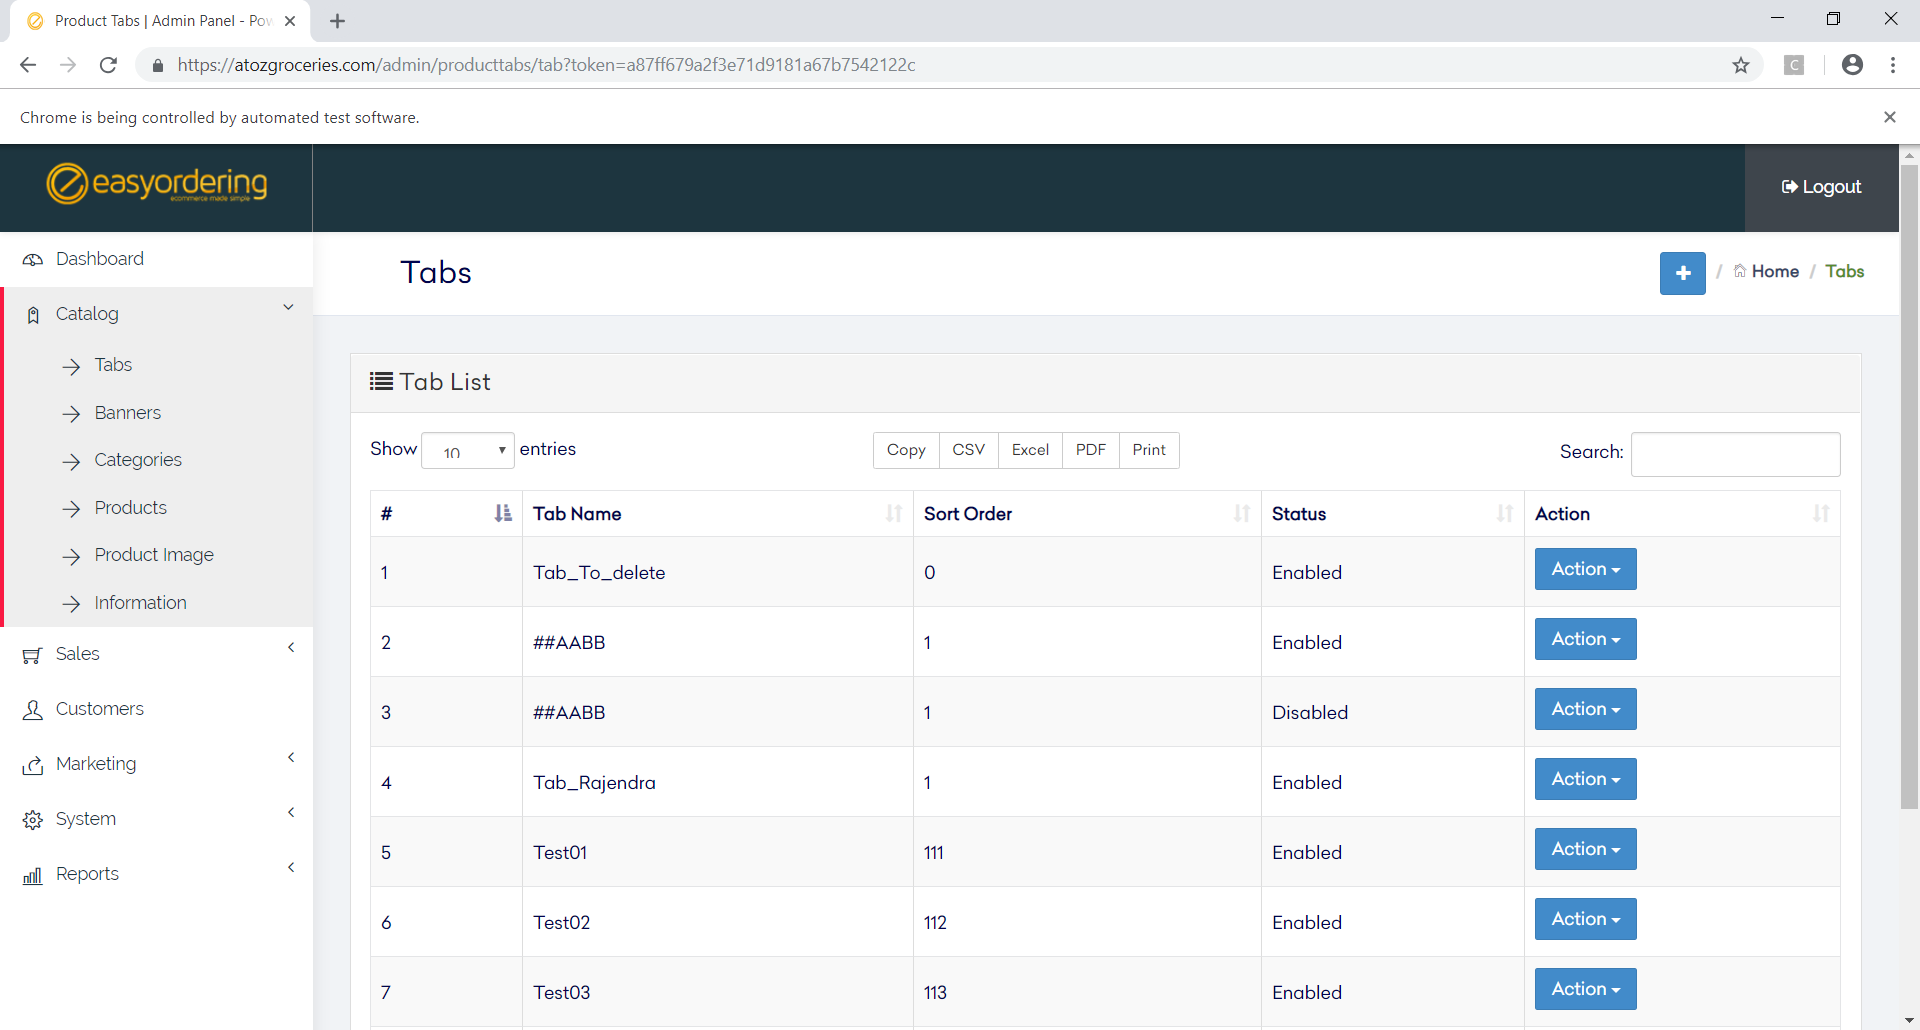 Product Tabs | Admin Panel - Pow
https://atozgroceries.com/admin/producttabs/tab?token=a87ff679a2f3e71d9181a67b7542122c
C
Chrome is being controlled by automated test software.
easyordering
ecommerce made simple
Logout
Dashboard
Catalog
Tabs
Banners
Categories
Products
Product Image
Information
Sales
Customers
Marketing
System
Reports
Tabs
/ Home / Tabs
Tab List
Show 10 entries
Copy CSV Excel PDF Print
Search:
# Tab Name Sort Order Status Action
1 Tab_To_delete 0 Enabled Action
2 ##AABB 1 Enabled Action
3 ##AABB 1 Disabled Action
4 Tab_Rajendra 1 Enabled Action
5 Test01 111 Enabled Action
6 Test02 112 Enabled Action
7 Test03 113 Enabled Action